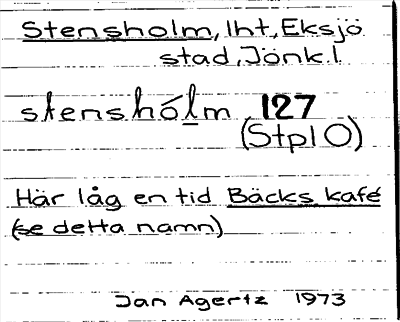 Stensholm, lht, Eksjö
stad, Jönk.l.
stenshólm 127
(Stpl O)
Här låg en tid Bäcks kafé
(se detta namn)
Jan Agertz 1973